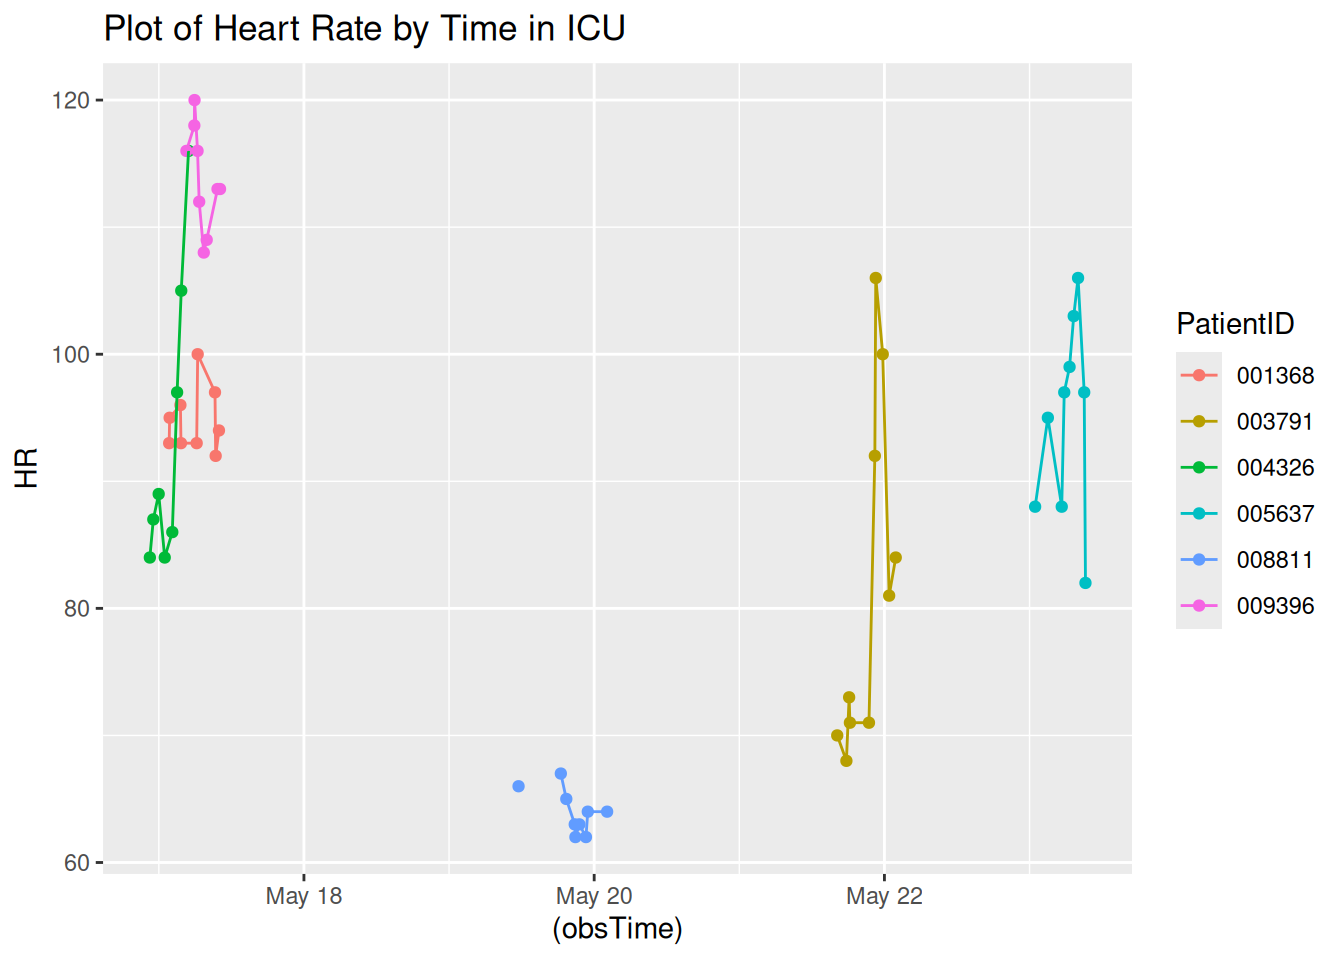 Plot of Heart Rate by Time in ICU
120
100
80
60
HR
May 18
May 20
May 22
(obsTime)
PatientID
001368
003791
004326
005637
008811
009396